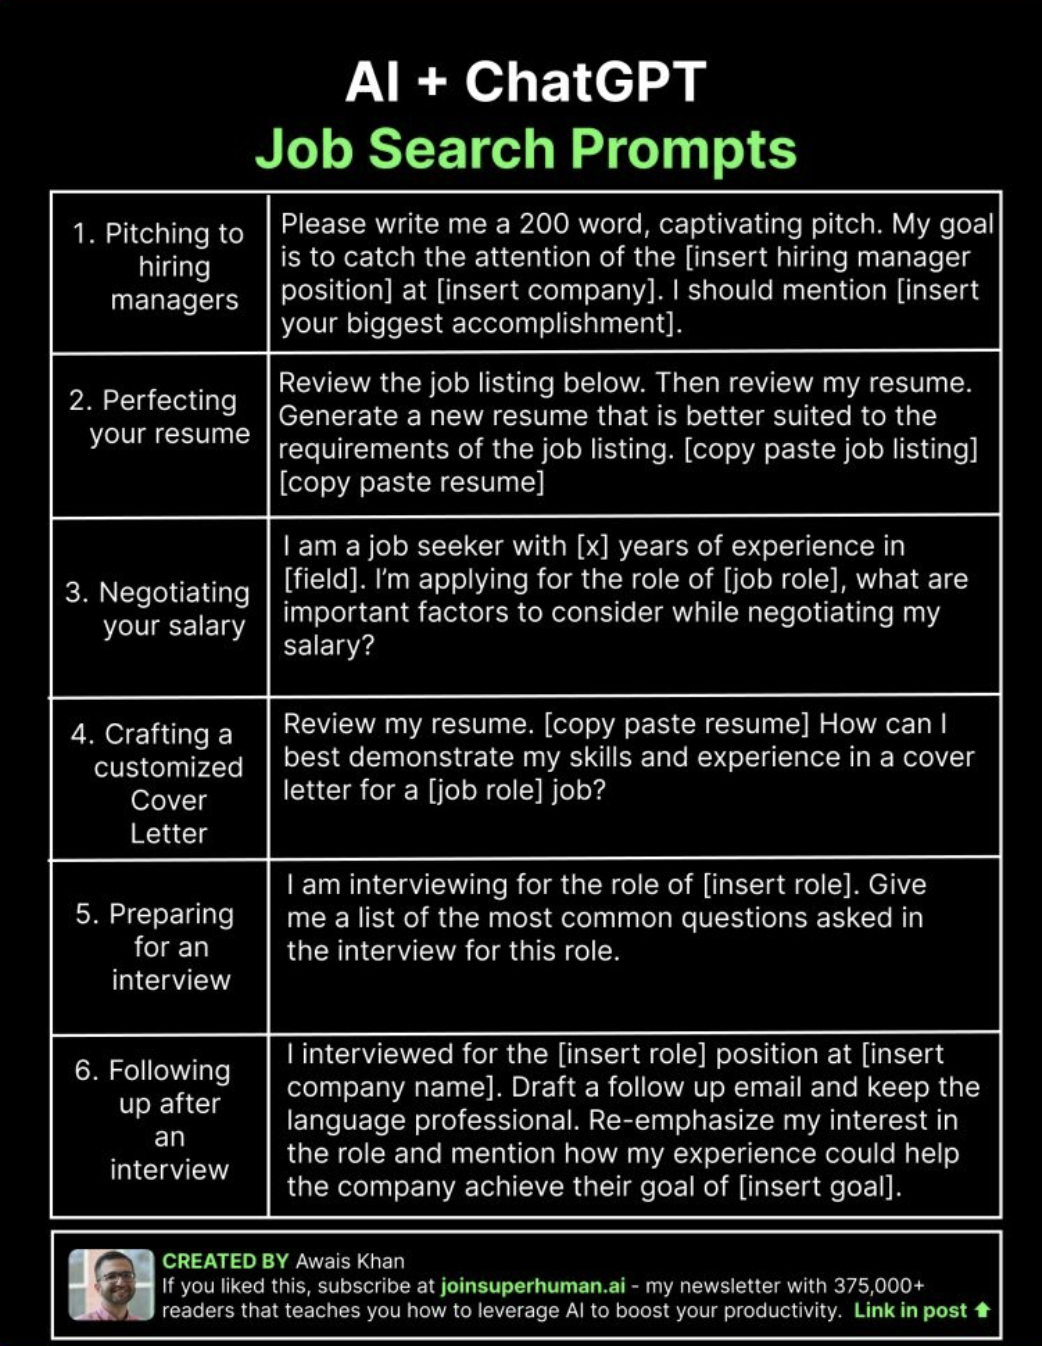 AI + ChatGPT
Job Search Prompts
1. Pitching to
hiring
managers
Please write me a 200 word, captivating pitch. My goal
is to catch the attention of the [insert hiring manager
position] at [insert company]. I should mention [insert
your biggest accomplishment].
2. Perfecting
your resume
Review the job listing below. Then review my resume.
Generate a new resume that is better suited to the
requirements of the job listing. [copy paste job listing]
[copy paste resume]
3. Negotiating
your salary
I am a job seeker with [x] years of experience in
[field]. I'm applying for the role of [job role], what are
important factors to consider while negotiating my
salary?
4. Crafting a
customized
Cover
Letter
Review my resume. [copy paste resume] How can I
best demonstrate my skills and experience in a cover
letter for a [job role] job?
5. Preparing
for an
interview
I am interviewing for the role of [insert role]. Give
me a list of the most common questions asked in
the interview for this role.
6. Following
up after
an
interview
I interviewed for the [insert role] position at [insert
company name]. Draft a follow up email and keep the
language professional. Re-emphasize my interest in
the role and mention how my experience could help
the company achieve their goal of [insert goal].
CREATED BY Awais Khan
If you liked this, subscribe at joinsuperhuman.ai - my newsletter with 375,000+
readers that teaches you how to leverage AI to boost your productivity. Link in post ⬆